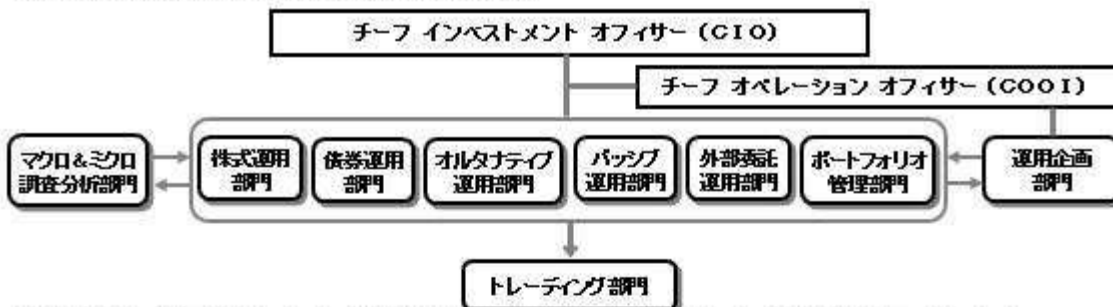 チーフ インベストメント オフィサー (CIO)
チーフ オペレーション オフィサー (COOI)
マクロ&ミクロ
調査分析部門
株式運用
部門
債券運用
部門
オルタナティブ
運用部門
パッシブ
運用部門
外部委託
運用部門
ポートフォリオ
管理部門
運用企画
部門
トレーディング部門